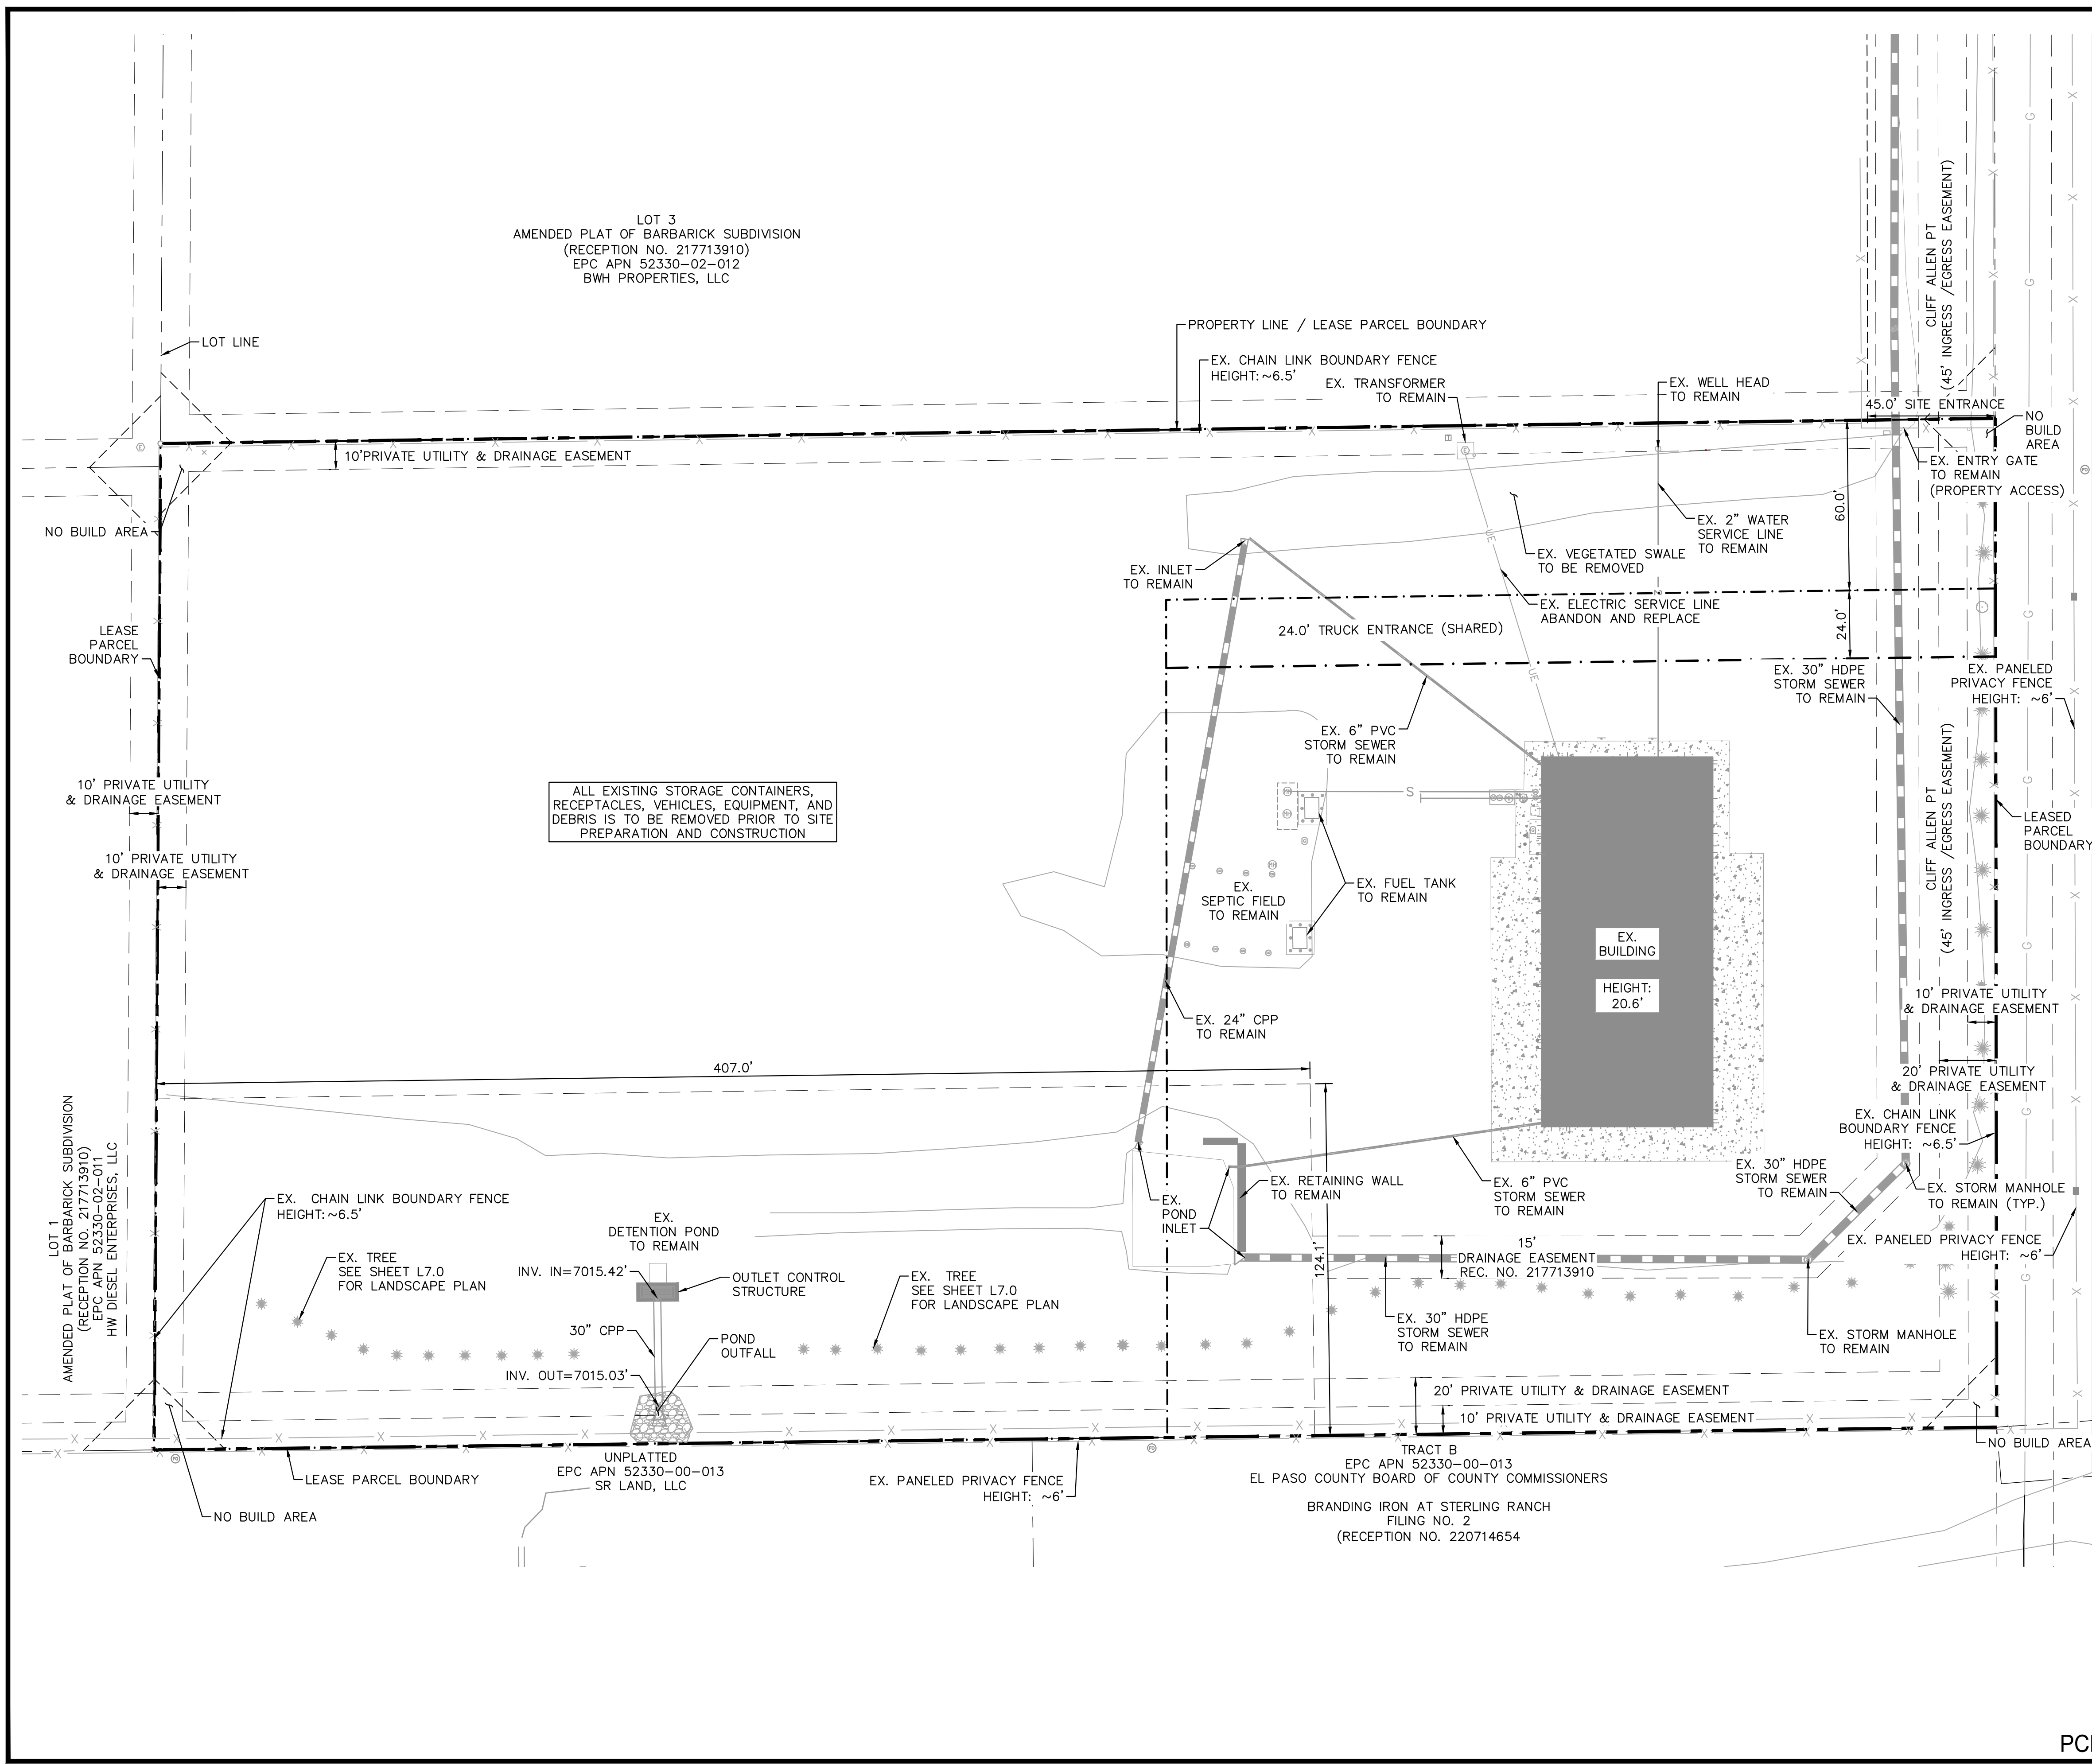 LOT 3
AMENDED PLAT OF BARBARICK SUBDIVISION
(RECEPTION NO. 217713910)
EPC APN 52330-02-012
BWH PROPERTIES, LLC
CLIFF ALLEN PT
(45' INGRESS /EGRESS EASEMENT)
LOT LINE
PROPERTY LINE / LEASE PARCEL BOUNDARY
EX. CHAIN LINK BOUNDARY FENCE
HEIGHT:~6.5'
EX. TRANSFORMER
TO REMAIN
EX. WELL HEAD
TO REMAIN
45.0' SITE ENTRANCE
NO
BUILD
AREA
10'PRIVATE UTILITY & DRAINAGE EASEMENT
EX. ENTRY GATE
TO REMAIN
(PROPERTY ACCESS)
60.0'
NO BUILD AREA
EX. 2" WATER
SERVICE LINE
TO REMAIN
EX. VEGETATED SWALE
TO BE REMOVED
EX. INLET
TO REMAIN
UE
EX. ELECTRIC SERVICE LINE
ABANDON AND REPLACE
24.0' TRUCK ENTRANCE (SHARED)
24.0'
LEASE
PARCEL
BOUNDARY
UE
EX. 30" HDPE
STORM SEWER
TO REMAIN
EX. PANELED
PRIVACY FENCE
HEIGHT: ~6'
EX. 6" PVC
STORM SEWER
TO REMAIN
CLIFF ALLEN PT
(45' INGRESS /EGRESS EASEMENT)
10' PRIVATE UTILITY
& DRAINAGE EASEMENT
ALL EXISTING STORAGE CONTAINERS,
RECEPTACLES, VEHICLES, EQUIPMENT, AND
DEBRIS IS TO BE REMOVED PRIOR TO SITE
PREPARATION AND CONSTRUCTION
S
LEASED
PARCEL
BOUNDARY
10' PRIVATE UTILITY
& DRAINAGE EASEMENT
EX.
SEPTIC FIELD
TO REMAIN
EX. FUEL TANK
TO REMAIN
EX.
BUILDING
HEIGHT:
20.6'
10' PRIVATE UTILITY
& DRAINAGE EASEMENT
EX. 24" CPP
TO REMAIN
407.0'
20' PRIVATE UTILITY
& DRAINAGE EASEMENT
LOT 1
AMENDED PLAT OF BARBARICK SUBDIVISION
(RECEPTION NO. 217713910)
EPC APN 52330-02-011
HW DIESEL ENTERPRISES, LLC
EX. CHAIN LINK
BOUNDARY FENCE
HEIGHT: ~6.5'
EX. 30" HDPE
STORM SEWER
TO REMAIN
EX. STORM MANHOLE
TO REMAIN (TYP.)
EX. CHAIN LINK BOUNDARY FENCE
HEIGHT:~6.5'
EX. RETAINING WALL
TO REMAIN
EX. 6" PVC
STORM SEWER
TO REMAIN
EX.
POND
INLET
EX.
DETENTION POND
TO REMAIN
124.1'
15'
DRAINAGE EASEMENT
REC. NO. 217713910
EX. PANELED PRIVACY FENCE
HEIGHT: ~6'
EX. TREE
SEE SHEET L7.0
FOR LANDSCAPE PLAN
INV. IN=7015.42'
OUTLET CONTROL
STRUCTURE
EX. TREE
SEE SHEET L7.0
FOR LANDSCAPE PLAN
30" CPP
POND
OUTFALL
EX. 30" HDPE
STORM SEWER
TO REMAIN
EX. STORM MANHOLE
TO REMAIN
INV. OUT=7015.03'
20' PRIVATE UTILITY & DRAINAGE EASEMENT
10' PRIVATE UTILITY & DRAINAGE EASEMENT
NO BUILD AREA
UNPLATTED
EPC APN 52330-00-013
SR LAND, LLC
LEASE PARCEL BOUNDARY
EX. PANELED PRIVACY FENCE
HEIGHT: ~6'
TRACT B
EPC APN 52330-00-013
EL PASO COUNTY BOARD OF COUNTY COMMISSIONERS
NO BUILD AREA
BRANDING IRON AT STERLING RANCH
FILING NO. 2
(RECEPTION NO. 220714654